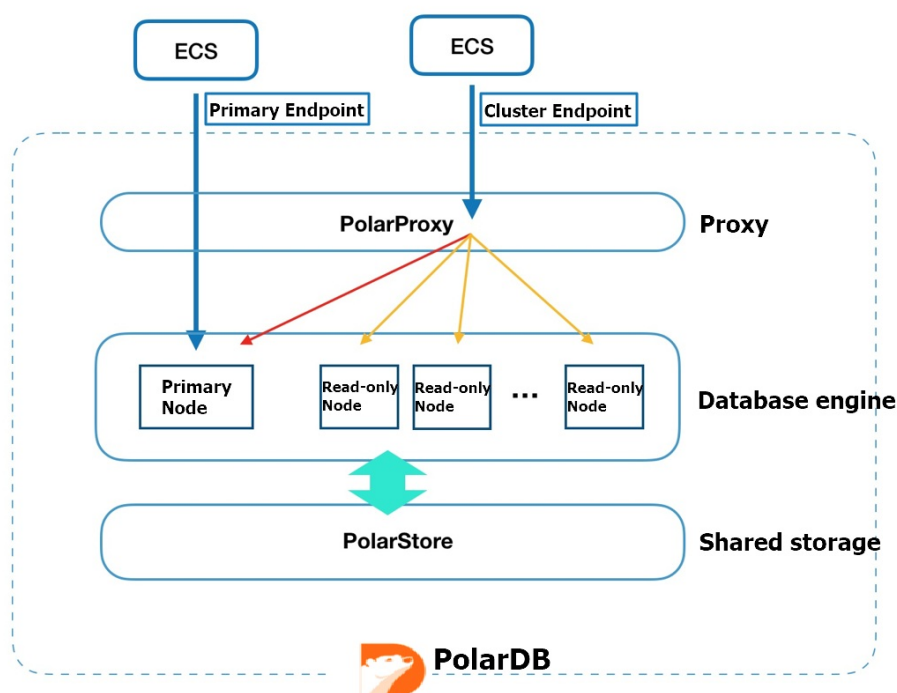 ECS
ECS
Primary Endpoint
Cluster Endpoint
PolarProxy
Proxy
Primary
Node
Read-only
Node
Read-only
Node
...
Read-only
Node
Database engine
PolarStore
Shared storage
PolarDB